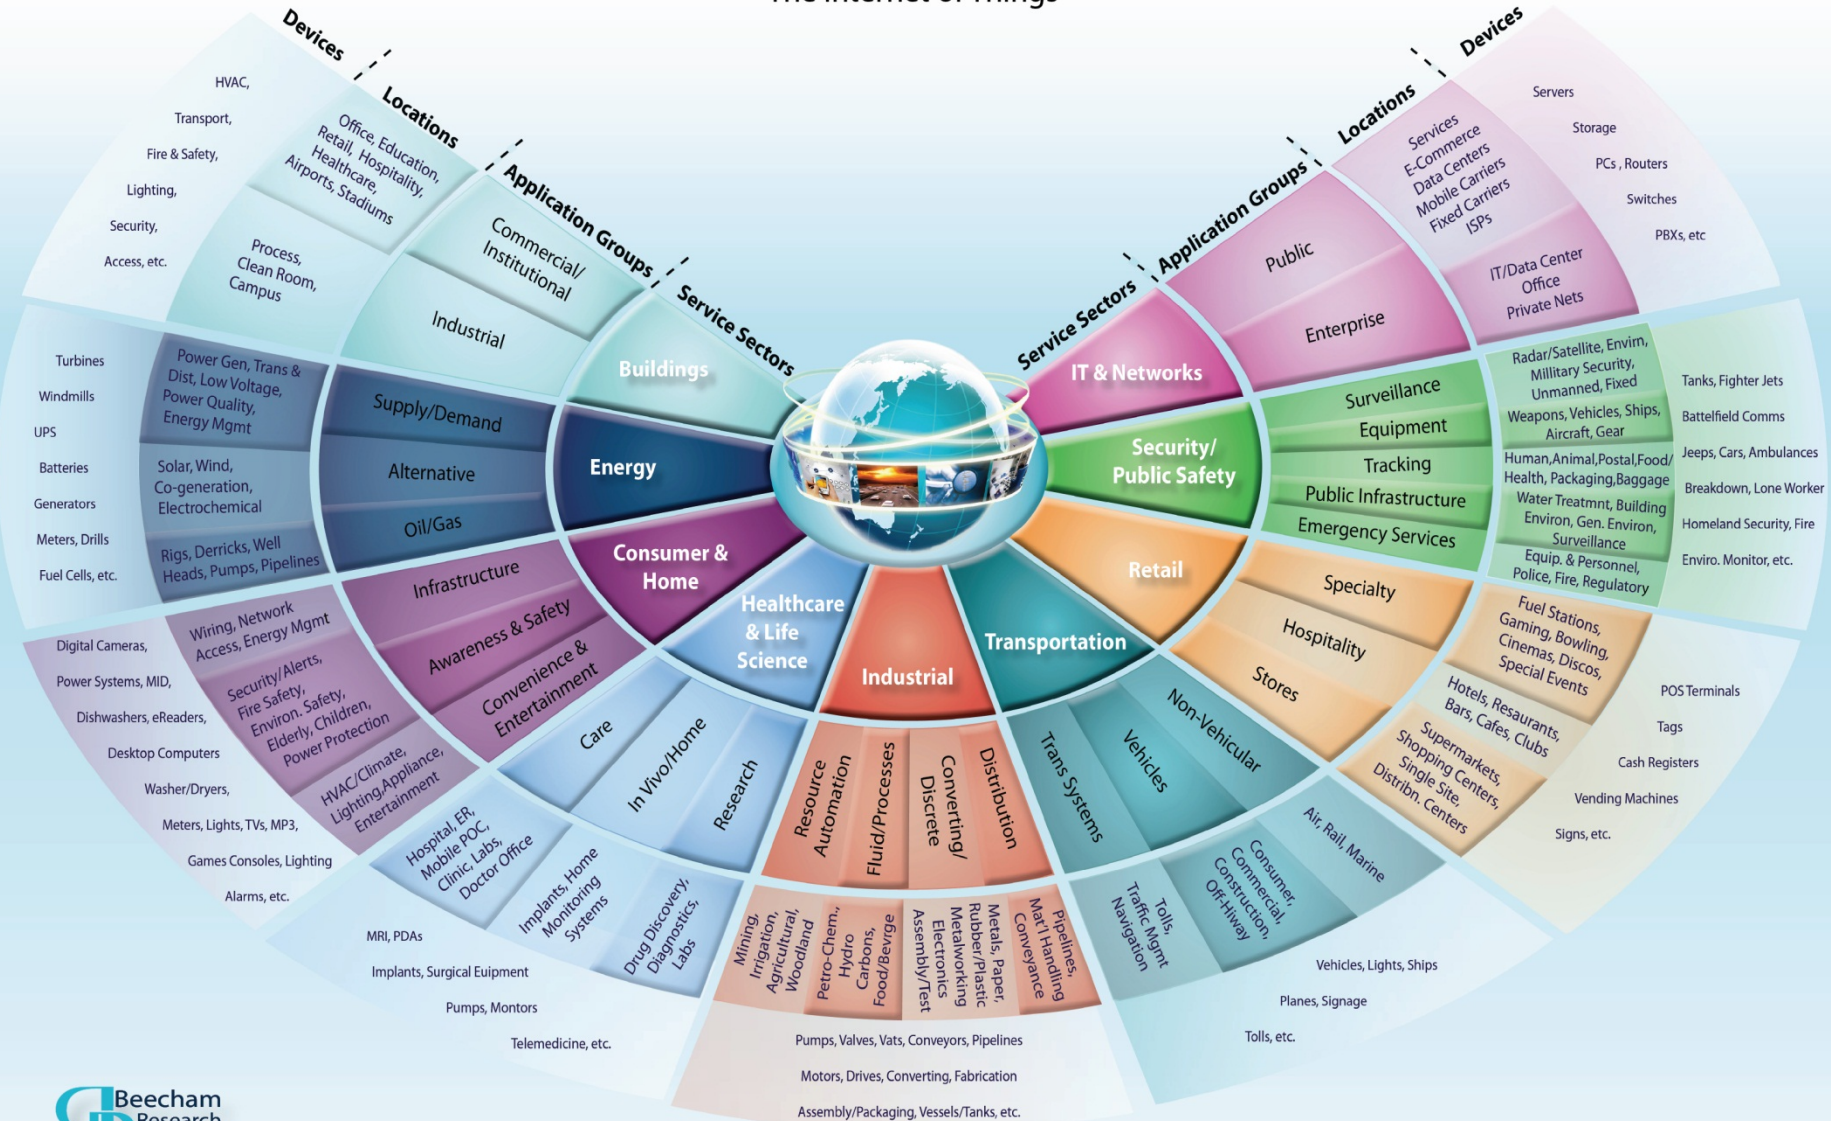 The Internet of Things
Devices
Locations
Application Groups
Service Sectors
Service Sectors
Application Groups
Locations
Devices
Buildings
Commercial/
Institutional
Industrial
Office, Education,
Retail, Hospitality,
Healthcare,
Airports, Stadiums
Process,
Clean Room,
Campus
HVAC,
Transport,
Fire & Safety,
Lighting,
Security,
Access, etc.
Energy
Supply/Demand
Alternative
Oil/Gas
Power Gen, Trans &
Dist, Low Voltage,
Power Quality,
Energy Mgmt
Solar, Wind,
Co-generation,
Electrochemical
Rigs, Derricks, Well
Heads, Pumps, Pipelines
Turbines
Windmills
UPS
Batteries
Generators
Meters, Drills
Fuel Cells, etc.
Consumer &
Home
Infrastructure
Awareness & Safety
Convenience &
Entertainment
Wiring, Network
Access, Energy Mgmt
Security/Alerts,
Fire Safety,
Environ. Safety,
Elderly, Children,
Power Protection
HVAC/Climate,
Lighting,Appliance,
Entertainment
Digital Cameras,
Power Systems, MID,
Dishwashers, eReaders,
Desktop Computers
Washer/Dryers,
Meters, Lights, TVs, MP3,
Games Consoles, Lighting
Alarms, etc.
Healthcare
& Life
Science
Care
In Vivo/Home
Research
Hospital, ER,
Mobile POC,
Clinic, Labs,
Doctor Office
Implants, Home
Monitoring
Systems
Drug Discovery,
Diagnostics,
Labs
MRI, PDAs
Implants, Surgical Euipment
Pumps, Montors
Telemedicine, etc.
Industrial
Resource
Automation
Fluid/Processes
Converting/
Discrete
Distribution
Mining,
Irrigation,
Agricultural,
Woodland
Petro-Chem.,
Hydro
Carbons,
Food/Bevrge
Metals, Paper,
Rubber/Plastic
Metalworking
Electronics
Assembly/Test
Pipelines,
Mat'l Handling
Conveyance
Pumps, Valves, Vats, Conveyors, Pipelines
Motors, Drives, Converting, Fabrication
Assembly/Packaging, Vessels/Tanks, etc.
Transportation
Trans Systems
Vehicles
Non-Vehicular
Tolls,
Traffic Mgmt
Navigation
Consumer,
Commercial,
Construction,
Off-Hiway
Air, Rail, Marine
Vehicles, Lights, Ships
Planes, Signage
Tolls, etc.
Retail
Specialty
Hospitality
Stores
Fuel Stations,
Gaming, Bowling,
Cinemas, Discos,
Special Events
Hotels, Resaurants,
Bars, Cafes, Clubs
Supermarkets,
Shopping Centers,
Single Site,
Distribn. Centers
POS Terminals
Tags
Cash Registers
Vending Machines
Signs, etc.
Security/
Public Safety
Surveillance
Equipment
Tracking
Public Infrastructure
Emergency Services
Radar/Satellite, Envirn,
Millitary Security,
Unmanned, Fixed
Weapons, Vehicles, Ships,
Aircraft, Gear
Human,Animal,Postal,Food/
Health, Packaging,Baggage
Water Treatmnt, Building
Environ, Gen. Environ,
Surveillance
Equip. & Personnel,
Police, Fire, Regulatory
Tanks, Fighter Jets
Battelfield Comms
Jeeps, Cars, Ambulances
Breakdown, Lone Worker
Homeland Security, Fire
Enviro. Monitor, etc.
IT & Networks
Public
Enterprise
Services
E-Commerce
Data Centers
Mobile Carriers
Fixed Carriers
ISPs
IT/Data Center
Office
Private Nets
Servers
Storage
PCs , Routers
Switches
PBXs, etc
Beecham
Research